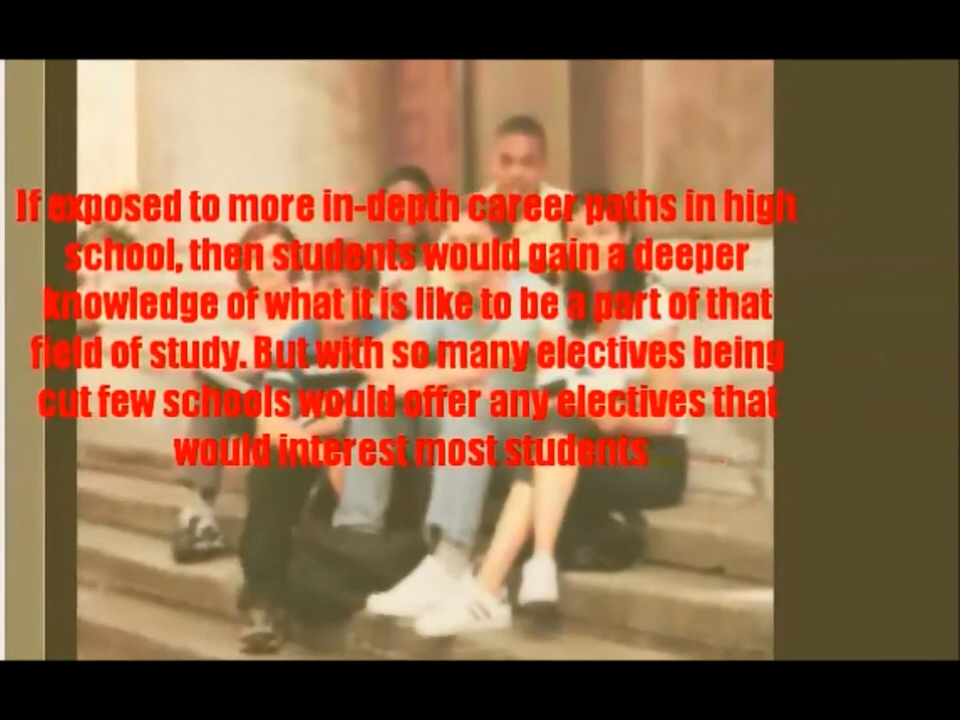 If exposed to more in-depth career paths in high
school, then students would gain a deeper
knowledge of what it is like to be a part of that
field of study. But with so many electives being
cut few schools would offer any electives that
would interest most students